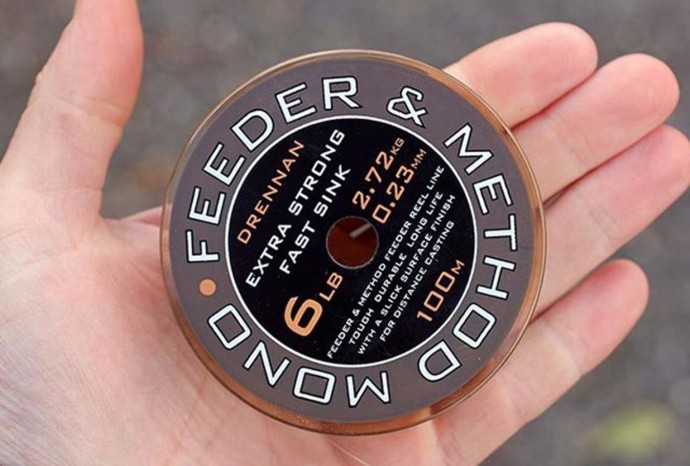 FEEDER & METHOD MONO
DRENNAN
EXTRA STRONG
FAST SINK
6LB
2.72KG
0.23MM
FEEDER & METHOD FEEDER REEL LINE
TOUGH DURABLE LONG LIFE
WITH A SLICK SURFACE FINISH
FOR DISTANCE CASTING
100M